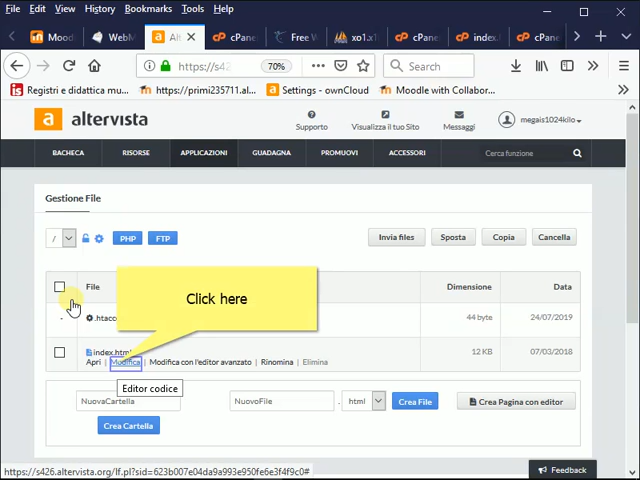 File Edit View History Bookmarks Tools Help
Mood
WebM
Al
cPane
Free W
xo1.x1
cPan
index.l
cPane
https://s42
70%
Search
Registri e didattica mu...
https://primi235711.al...
Settings - ownCloud
Moodle with Collabor...
altervista
Supporto
Visualizza il tuo Sito
Messaggi
megais1024kilo
BACHECA
RISORSE
APPLICAZIONI
GUADAGNA
PROMUOVI
ACCESSORI
Cerca funzione
Gestione File
/
PHP
FTP
Invia files
Sposta
Copia
Cancella
File
Dimensione
Data
Click here
- .htacc
44 byte
24/07/2019
index.html
12 KB
07/03/2018
Apri | Modifica | Modifica con l'editor avanzato | Rinomina | Elimina
Editor codice
NuovaCartella
NuovoFile
. html
Crea File
Crea Pagina con editor
Crea Cartella
https://s426.altervista.org/lf.pl?sid=623b007e04da9a993e950fe6e3f4f9c0#
Feedback